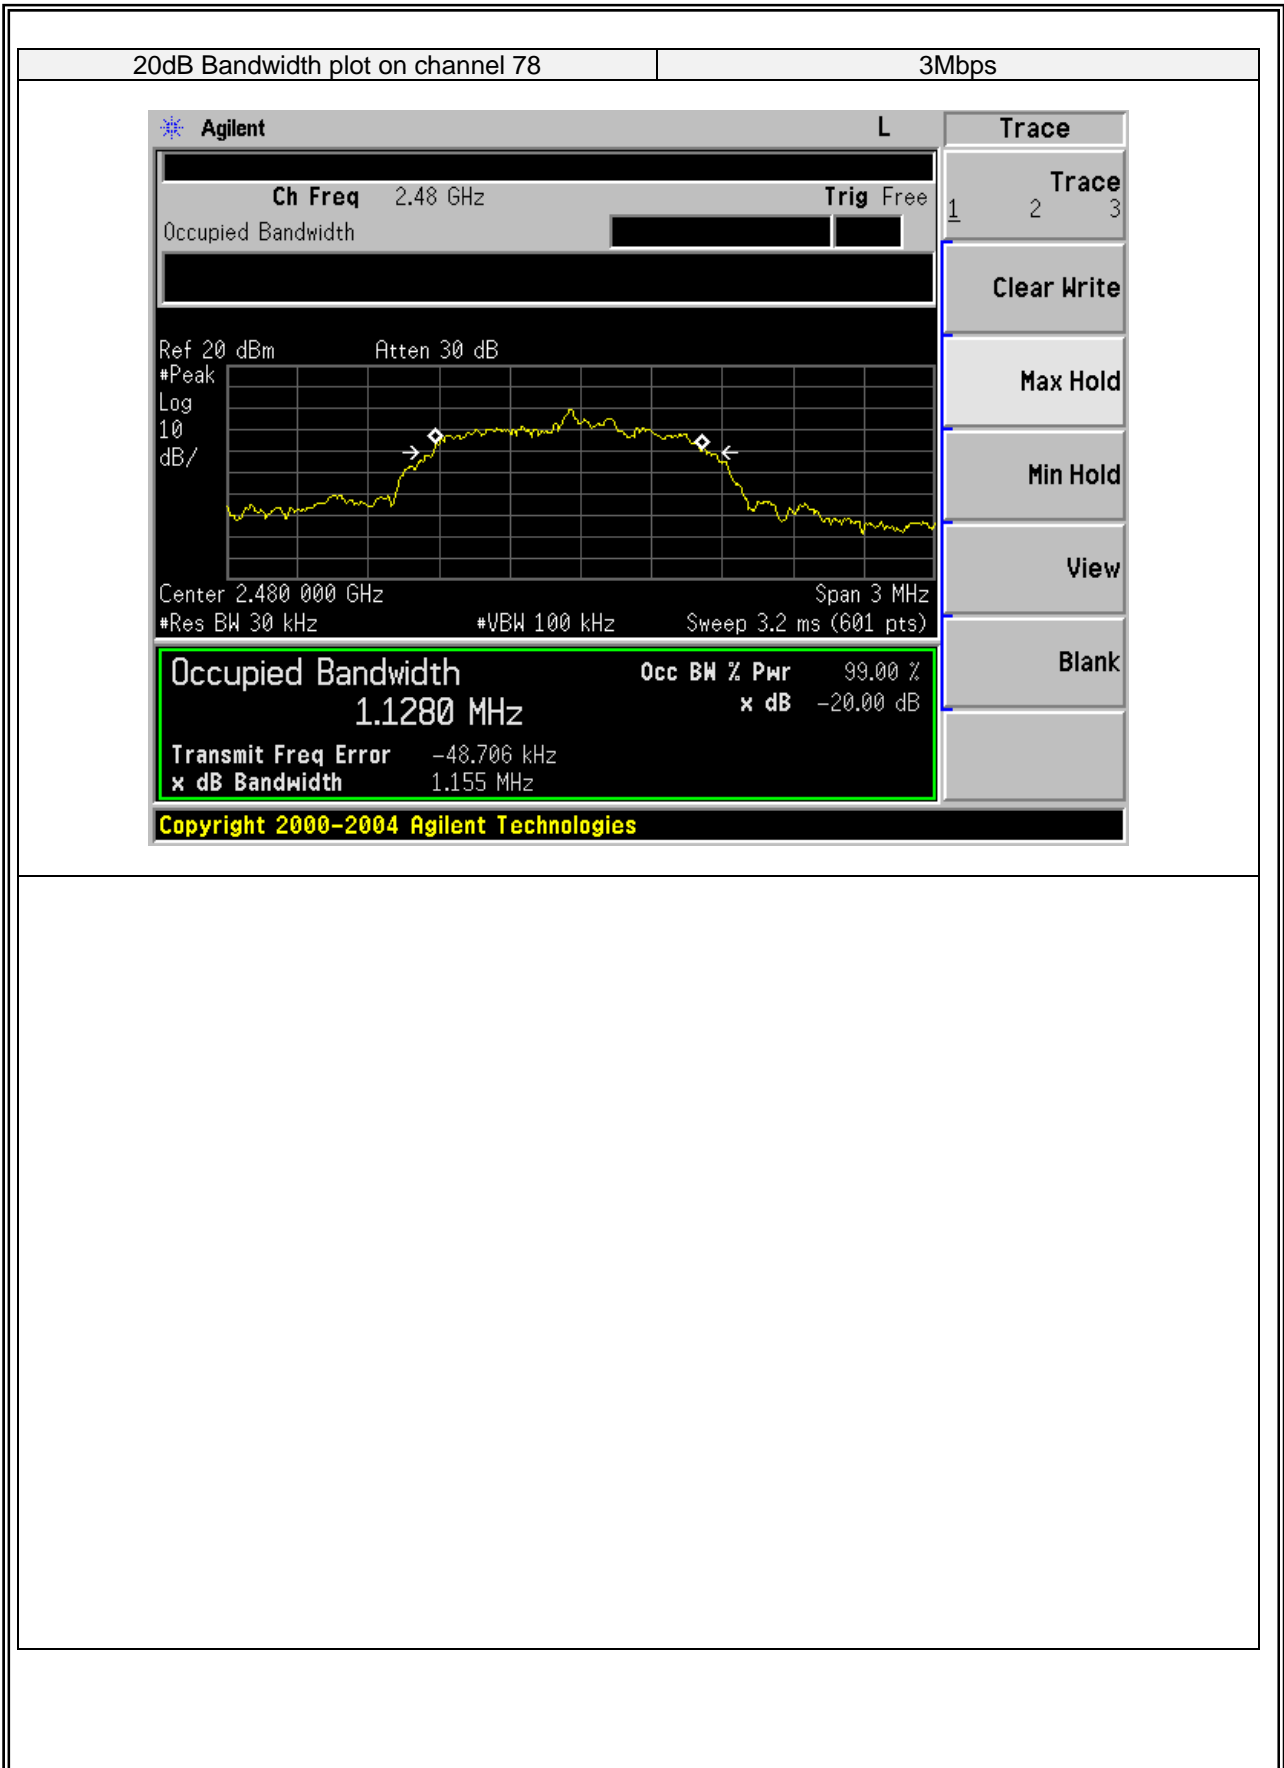 20dB Bandwidth plot on channel 78 3Mbps
Agilent L Trace
Ch Freq 2.48 GHz Trig Free
Occupied Bandwidth
Trace
1 2 3
Clear Write
Max Hold
Min Hold
View
Blank
Ref 20 dBm Atten 30 dB
#Peak
Log
10
dB/
Center 2.480 000 GHz Span 3 MHz
#Res BW 30 kHz #VBW 100 kHz Sweep 3.2 ms (601 pts)
Occupied Bandwidth Occ BW % Pwr 99.00 %
1.1280 MHz x dB -20.00 dB
Transmit Freq Error -48.706 kHz
x dB Bandwidth 1.155 MHz
Copyright 2000-2004 Agilent Technologies